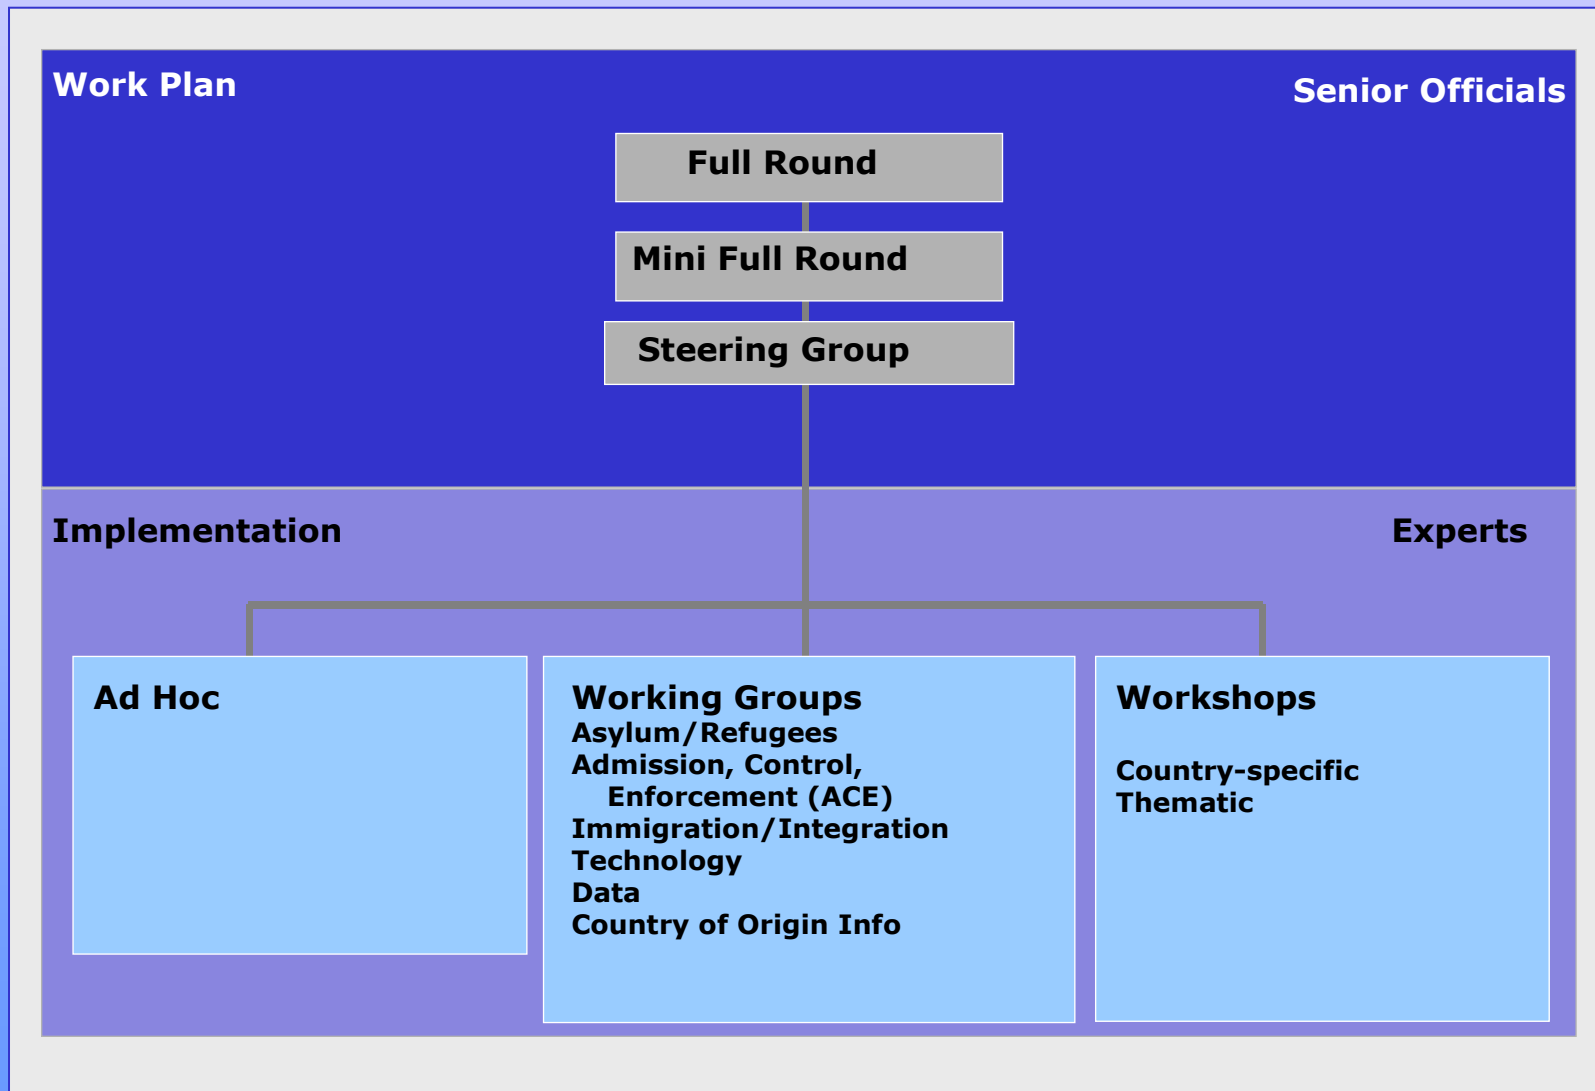 Work Plan
Senior Officials
Full Round
Mini Full Round
Steering Group
Implementation
Experts
Ad Hoc
Working Groups
Asylum/Refugees
Admission, Control,
Enforcement (ACE)
Immigration/Integration
Technology
Data
Country of Origin Info
Workshops
Country-specific
Thematic